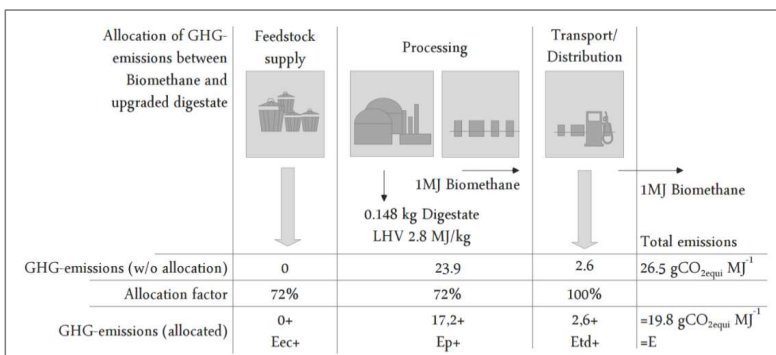 Allocation of GHG-
emissions between
Biomethane and
upgraded digestate
Feedstock
supply
Processing
Transport/
Distribution
1MJ Biomethane
1MJ Biomethane
0.148 kg Digestate
LHV 2.8 MJ/kg
Total emissions
GHG-emissions (w/o allocation) 0 23.9 2.6 26.5 gCO2equi MJ-1
Allocation factor 72% 72% 100%
GHG-emissions (allocated) 0+ 17,2+ 2,6+ =19.8 gCO2equi MJ-1
Eec+ Ep+ Etd+ =E